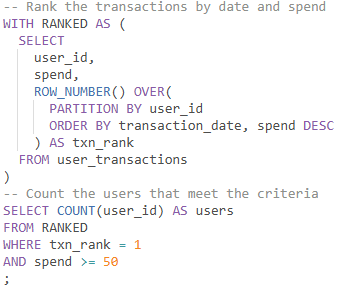 -- Rank the transactions by date and spend
WITH RANKED AS (
  SELECT
    user_id,
    spend,
    ROW_NUMBER() OVER(
      PARTITION BY user_id
      ORDER BY transaction_date, spend DESC
    ) AS txn_rank
  FROM user_transactions
)
-- Count the users that meet the criteria
SELECT COUNT(user_id) AS users
FROM RANKED
WHERE txn_rank = 1
AND spend >= 50
;